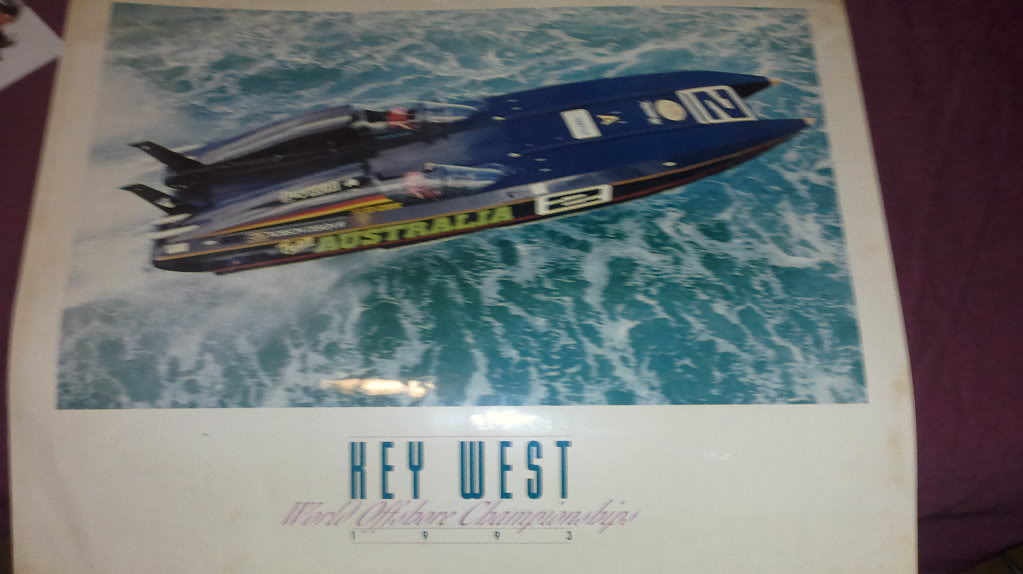 2
AUSTRALIA
2
KEY WEST
World Offshore Championships
1993